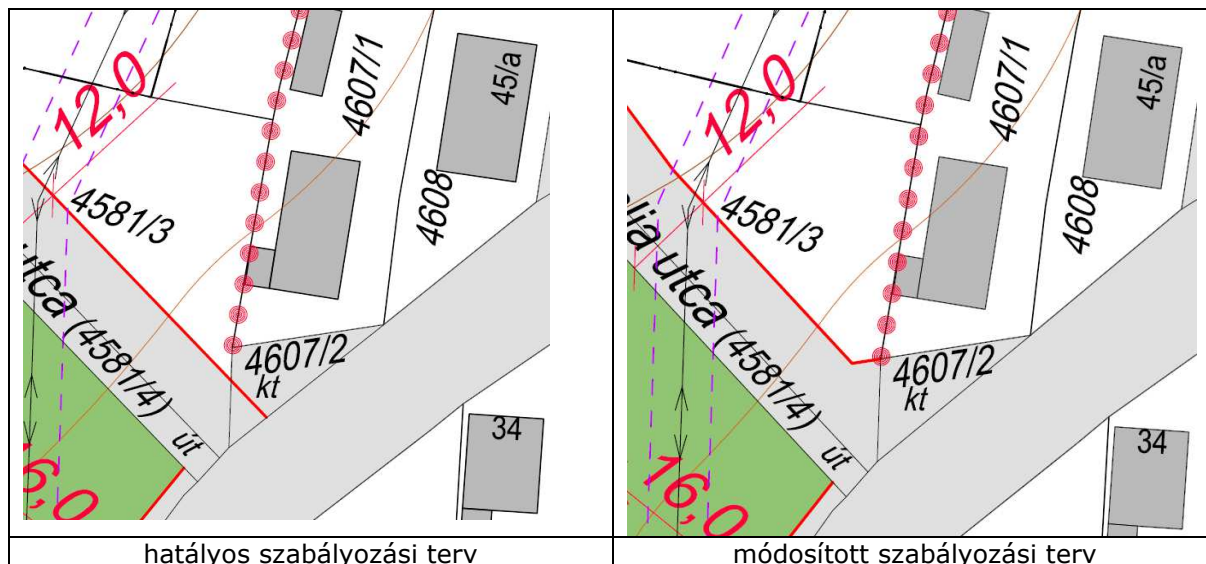 12,0
4607/1
45/a
4608
4581/3
utca (4581/4) út
4607/2
kt
34
hatályos szabályozási terv
12,0
4607/1
45/a
4608
4581/3
utca (4581/4) út
4607/2
kt
16,0
34
módosított szabályozási terv